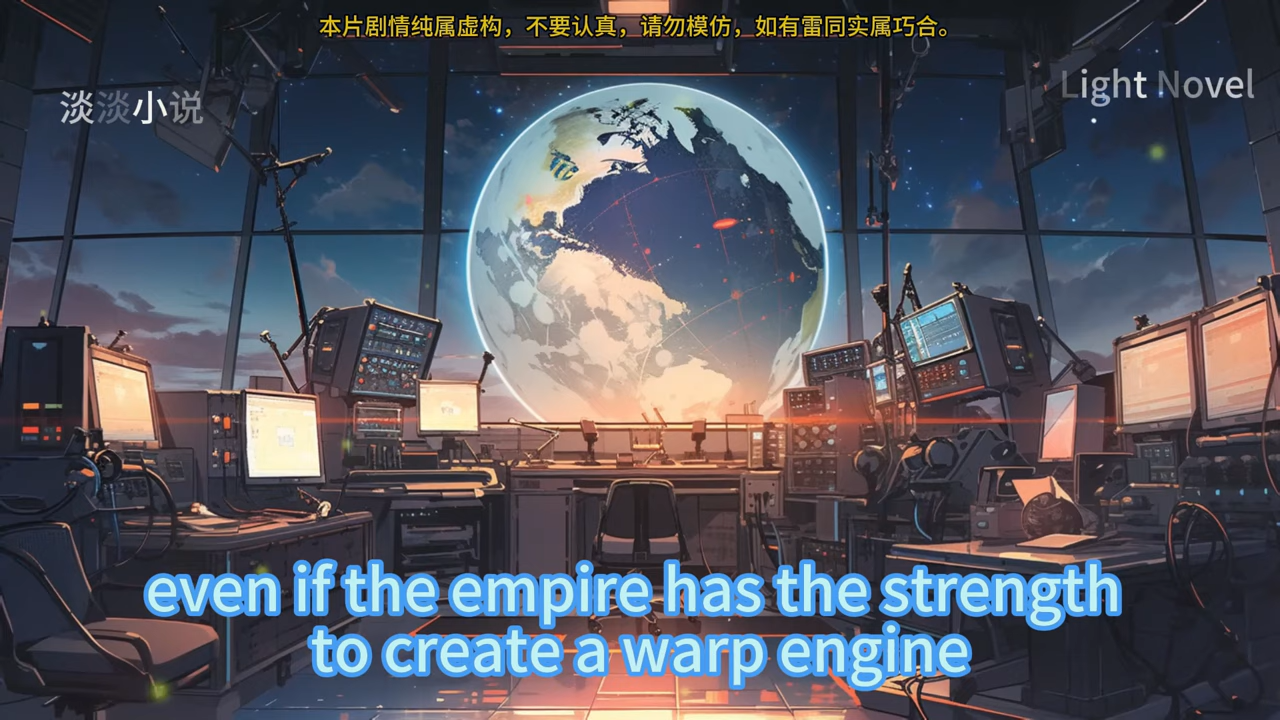 本片剧情纯属虚构，不要认真，请勿模仿，如有雷同实属巧合。
淡淡小说
Light Novel
even if the empire has the strength
to create a warp engine